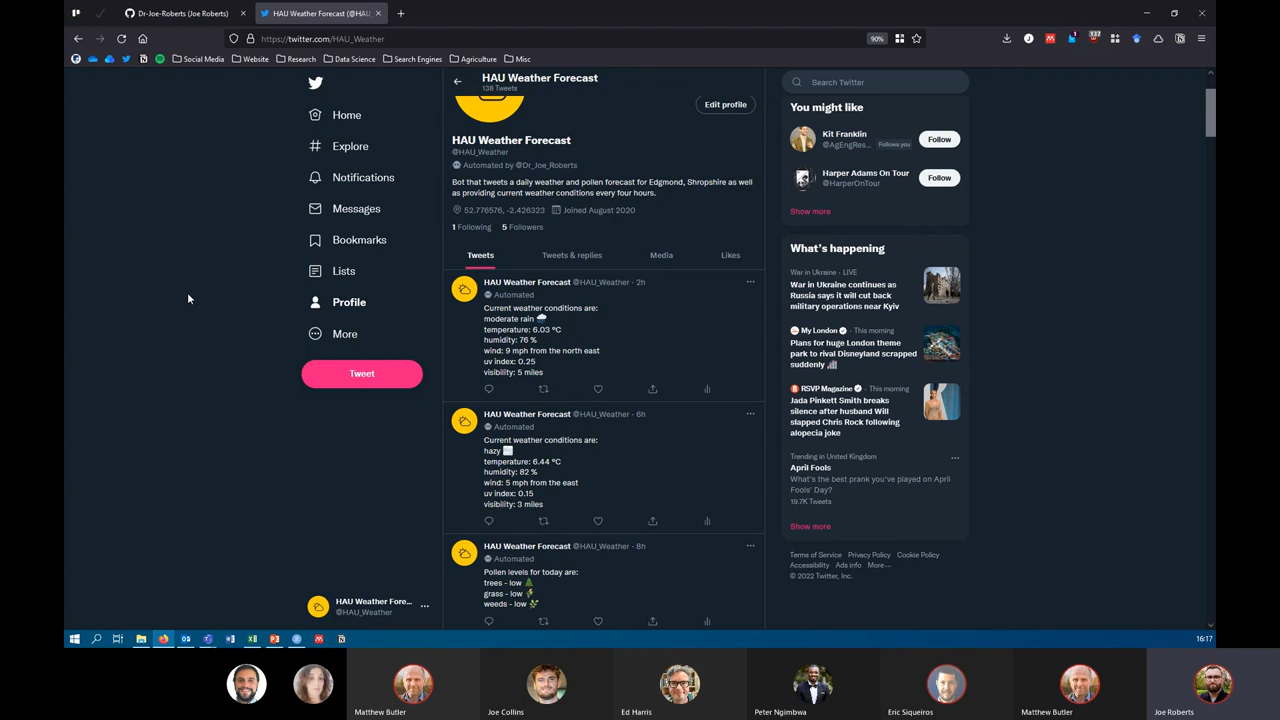 Dr-Joe-Roberts (Joe Roberts)
HAU Weather Forecast (@HAU_
https://twitter.com/HAU_Weather
90%
137
Social Media
Website
Research
Data Science
Search Engines
Agriculture
Misc
Home
Explore
Notifications
Messages
Bookmarks
Lists
Profile
More
Tweet
HAU Weather Fore...
@HAU_Weather
HAU Weather Forecast
138 Tweets
Edit profile
HAU Weather Forecast
@HAU_Weather
Automated by @Dr_Joe_Roberts
Bot that tweets a daily weather and pollen forecast for Edgmond, Shropshire as well
as providing current weather conditions every four hours.
52.776576, -2.426323 Joined August 2020
1 Following 5 Followers
Tweets Tweets & replies Media Likes
HAU Weather Forecast @HAU_Weather · 2h
Automated
Current weather conditions are:
moderate rain 🌧
temperature: 6.03 ºC
humidity: 76 %
wind: 9 mph from the north east
uv index: 0.25
visibility: 5 miles
HAU Weather Forecast @HAU_Weather · 6h
Automated
Current weather conditions are:
hazy 🌫
temperature: 6.44 ºC
humidity: 82 %
wind: 5 mph from the east
uv index: 0.15
visibility: 3 miles
HAU Weather Forecast @HAU_Weather · 8h
Automated
Pollen levels for today are:
trees - low 🌲
grass - low
weeds - low 🌿
Search Twitter
You might like
Kit Franklin
@AgEngRes... Follows you
Follow
Harper Adams On Tour
@HarperOnTour
Follow
Show more
What's happening
War in Ukraine · LIVE
War in Ukraine continues as
Russia says it will cut back
military operations near Kyiv
My London · This morning
Plans for huge London theme
park to rival Disneyland scrapped
suddenly
RSVP Magazine · This morning
Jada Pinkett Smith breaks
silence after husband Will
slapped Chris Rock following
alopecia joke
Trending in United Kingdom
April Fools
What's the best prank you've played on April
Fools' Day?
19.7K Tweets
Show more
Terms of Service Privacy Policy Cookie Policy
Accessibility Ads info More ···
© 2022 Twitter, Inc.
16:17
Matthew Butler
Joe Collins
Ed Harris
Peter Ngimbwa
Eric Siqueiros
Matthew Butler
Joe Roberts